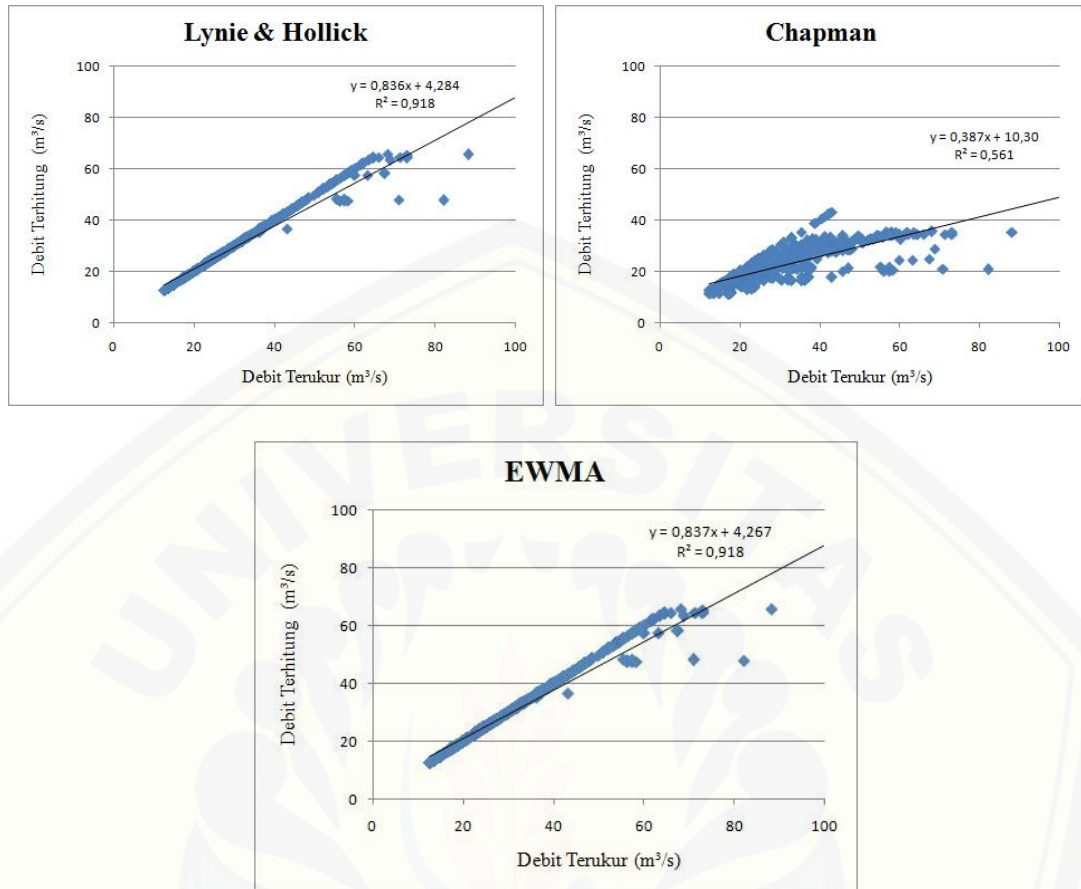 Lynie & Hollick
y = 0,836x + 4,284
R² = 0,918
Debit Terhitung (m³/s)
100
80
60
40
20
0
0 20 40 60 80 100
Debit Terukur (m³/s)
Chapman
y = 0,387x + 10,30
R² = 0,561
Debit Terhitung (m³/s)
100
80
60
40
20
0
0 20 40 60 80 100
Debit Terukur (m³/s)
EWMA
y = 0,837x + 4,267
R² = 0,918
Debit Terhitung (m³/s)
100
80
60
40
20
0
0 20 40 60 80 100
Debit Terukur (m³/s)
UNIVERSITAS